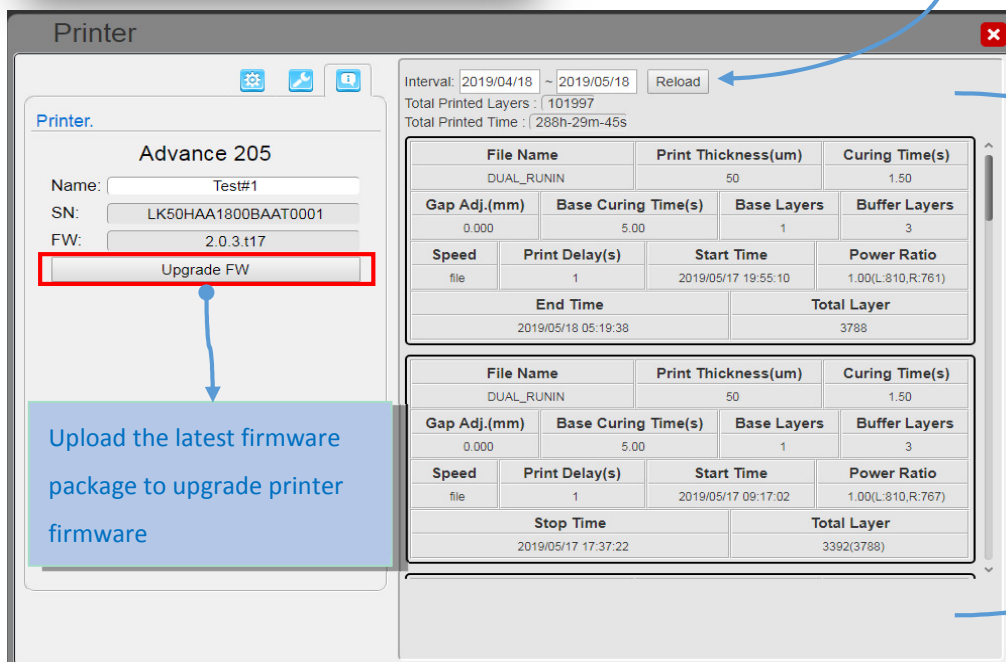 Printer
Printer.
Advance 205
Name: Test#1
SN: LK50HAA1800BAAT0001
FW: 2.0.3.t17
Upgrade FW
Upload the latest firmware
package to upgrade printer
firmware
Interval: 2019/04/18 ~ 2019/05/18 Reload
Total Printed Layers : 101997
Total Printed Time : 288h-29m-45s
File Name Print Thickness(um) Curing Time(s)
DUAL_RUNIN 50 1.50
Gap Adj.(mm) Base Curing Time(s) Base Layers Buffer Layers
0.000 5.00 1 3
Speed Print Delay(s) Start Time Power Ratio
file 1 2019/05/17 19:55:10 1.00(L:810,R:761)
End Time Total Layer
2019/05/18 05:19:38 3788
File Name Print Thickness(um) Curing Time(s)
DUAL_RUNIN 50 1.50
Gap Adj.(mm) Base Curing Time(s) Base Layers Buffer Layers
0.000 5.00 1 3
Speed Print Delay(s) Start Time Power Ratio
file 1 2019/05/17 09:17:02 1.00(L:810,R:767)
Stop Time Total Layer
2019/05/17 17:37:22 3392(3788)